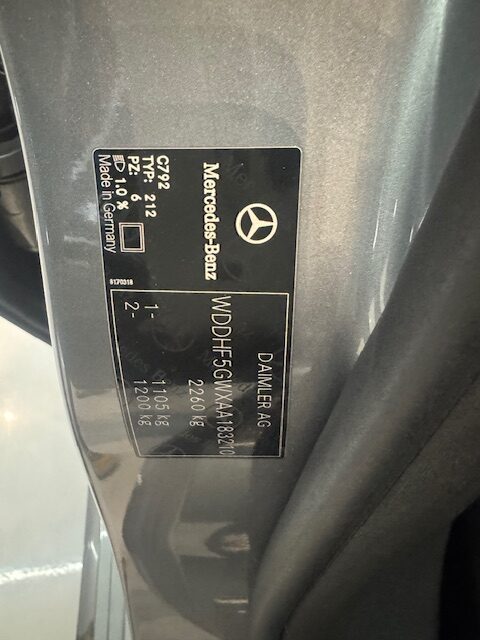 Mercedes-Benz
C792
TYP: 212
PZ: 6
1.0 %
Made in Germany
6170318
DAIMLER AG
WDDHF5GWXAA183210
2260 kg
1- 1105 kg
2- 1200 kg